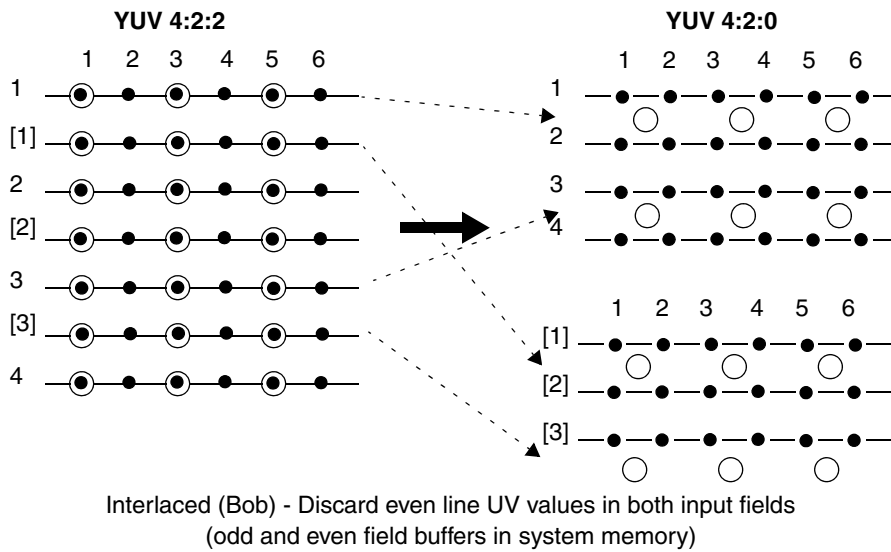 YUV 4:2:2
1 2 3 4 5 6
1
[1]
2
[2]
3
[3]
4
YUV 4:2:0
1 2 3 4 5 6
1
2
3
4
1 2 3 4 5 6
[1]
[2]
[3]
Interlaced (Bob) - Discard even line UV values in both input fields
(odd and even field buffers in system memory)